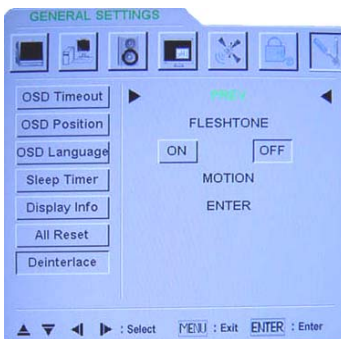 GENERAL SETTINGS
OSD Timeout
PREV
OSD Position
FLESHTONE
OSD Language
ON
OFF
Sleep Timer
MOTION
Display Info
ENTER
All Reset
Deinterlace
: Select
MENU : Exit
ENTER : Enter